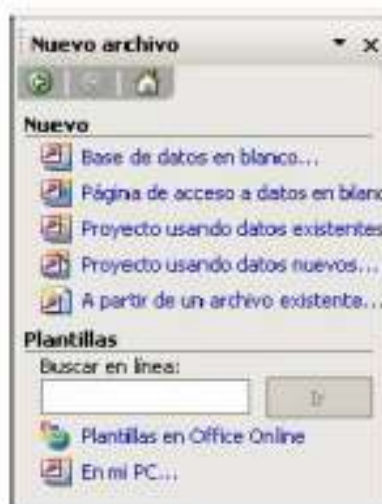 Nuevo archivo
Nuevo
Base de datos en blanco...
Página de acceso a datos en blanc
Proyecto usando datos existentes
Proyecto usando datos nuevos...
A partir de un archivo existente...
Plantillas
Buscar en línea:
Ir
Plantillas en Office Online
En mi PC...